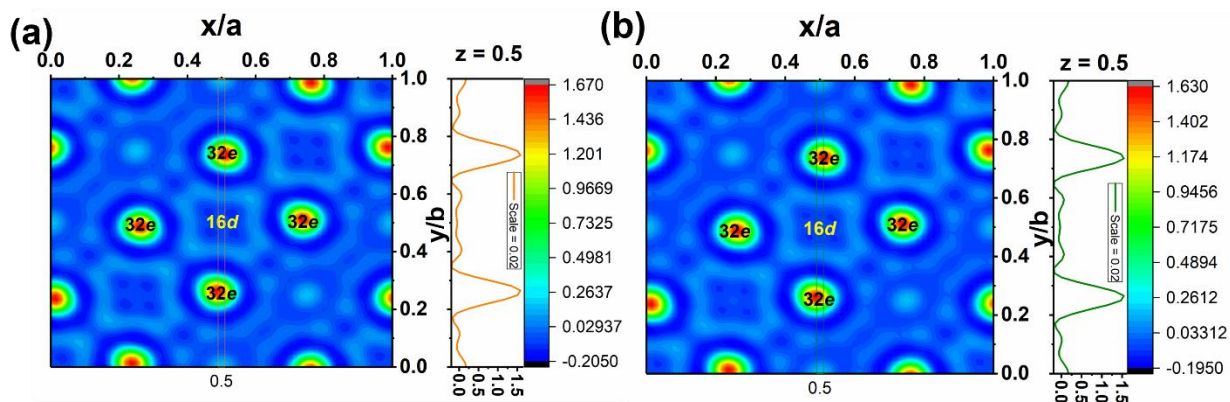 (a)
x/a
0.0 0.2 0.4 0.6 0.8 1.0
z = 0.5
1.0
0.8
0.6
0.4
0.2
0.0
y/b
32e
32e
16d
32e
32e
0.5
Scale = 0.02
0.0 0.5 1.0 1.5
1.670
1.436
1.201
0.9669
0.7325
0.4981
0.2637
0.02937
-0.2050
(b)
x/a
0.0 0.2 0.4 0.6 0.8 1.0
z = 0.5
1.0
0.8
0.6
0.4
0.2
0.0
y/b
32e
32e
16d
32e
32e
0.5
Scale = 0.02
0.0 0.5 1.0 1.5
1.630
1.402
1.174
0.9456
0.7175
0.4894
0.2612
0.03312
-0.1950